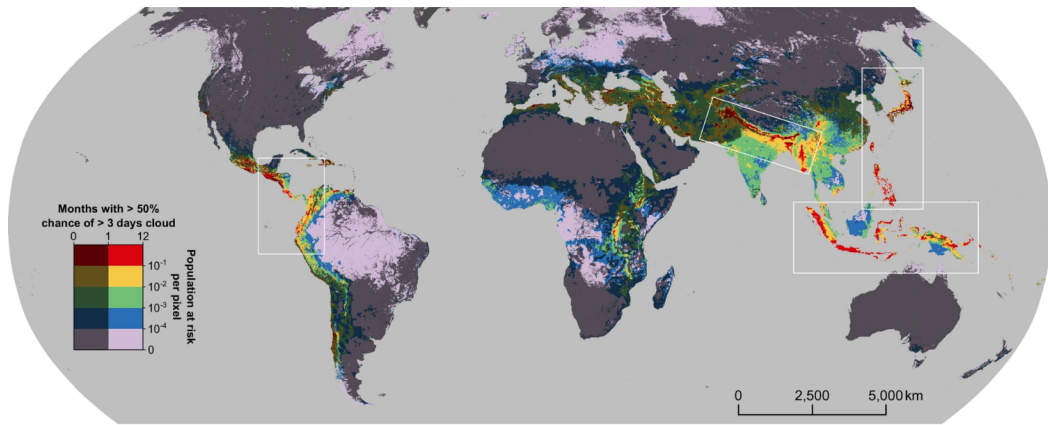 Months with > 50%
chance of > 3 days cloud
0 1 12
10⁻¹
10⁻²
10⁻³
10⁻⁴
0
Population at risk
per pixel
0 2,500 5,000 km